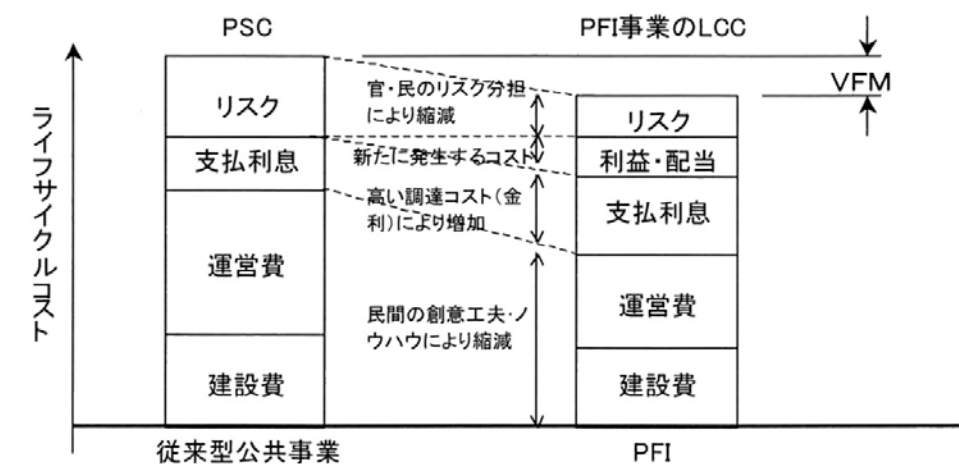 PSC
PFI事業のLCC
VFM
ライフサイクルコスト
リスク
支払利息
運営費
建設費
官・民のリスク分担
により縮減
新たに発生するコスト
高い調達コスト(金
利)により増加
民間の創意工夫・ノ
ウハウにより縮減
リスク
利益・配当
支払利息
運営費
建設費
従来型公共事業
PFI